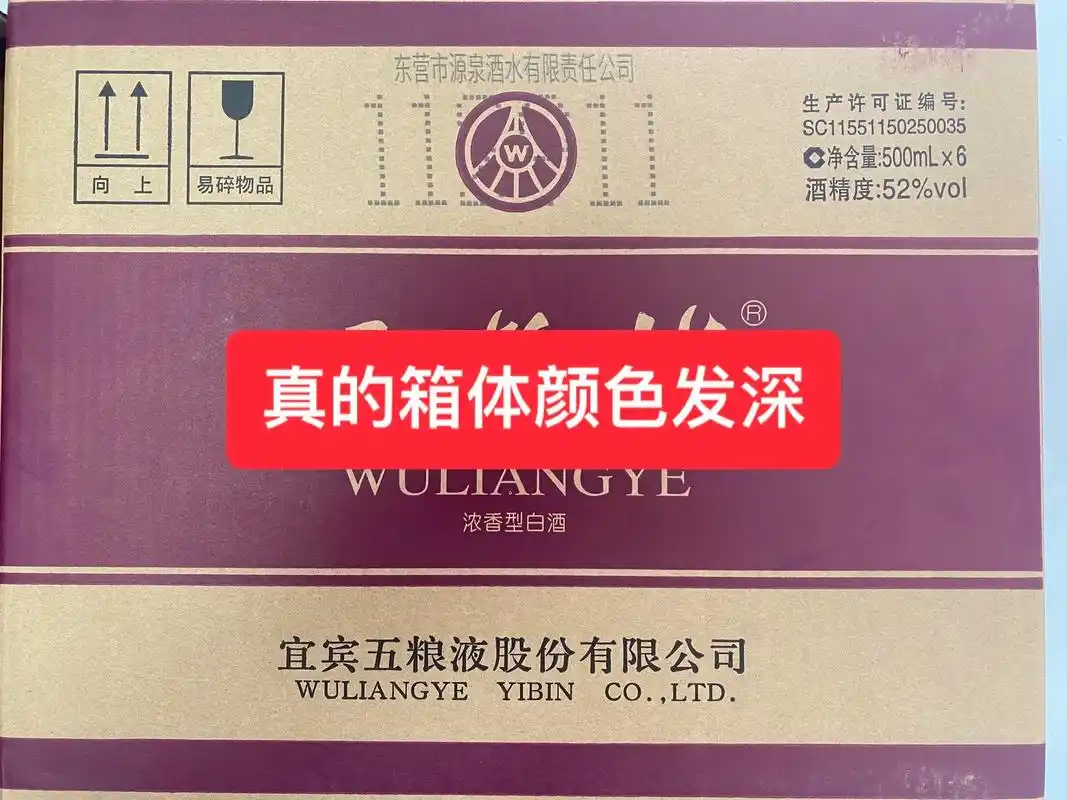 东营市源泉酒水有限责任公司
向 上
易碎物品
W
生产许可证编号:
SC11551150250035
净含量:500mL×6
酒精度:52%vol
®
真的箱体颜色发深
WULIANGYE
浓香型白酒
宜宾五粮液股份有限公司
WULIANGYE YIBIN CO.,LTD.